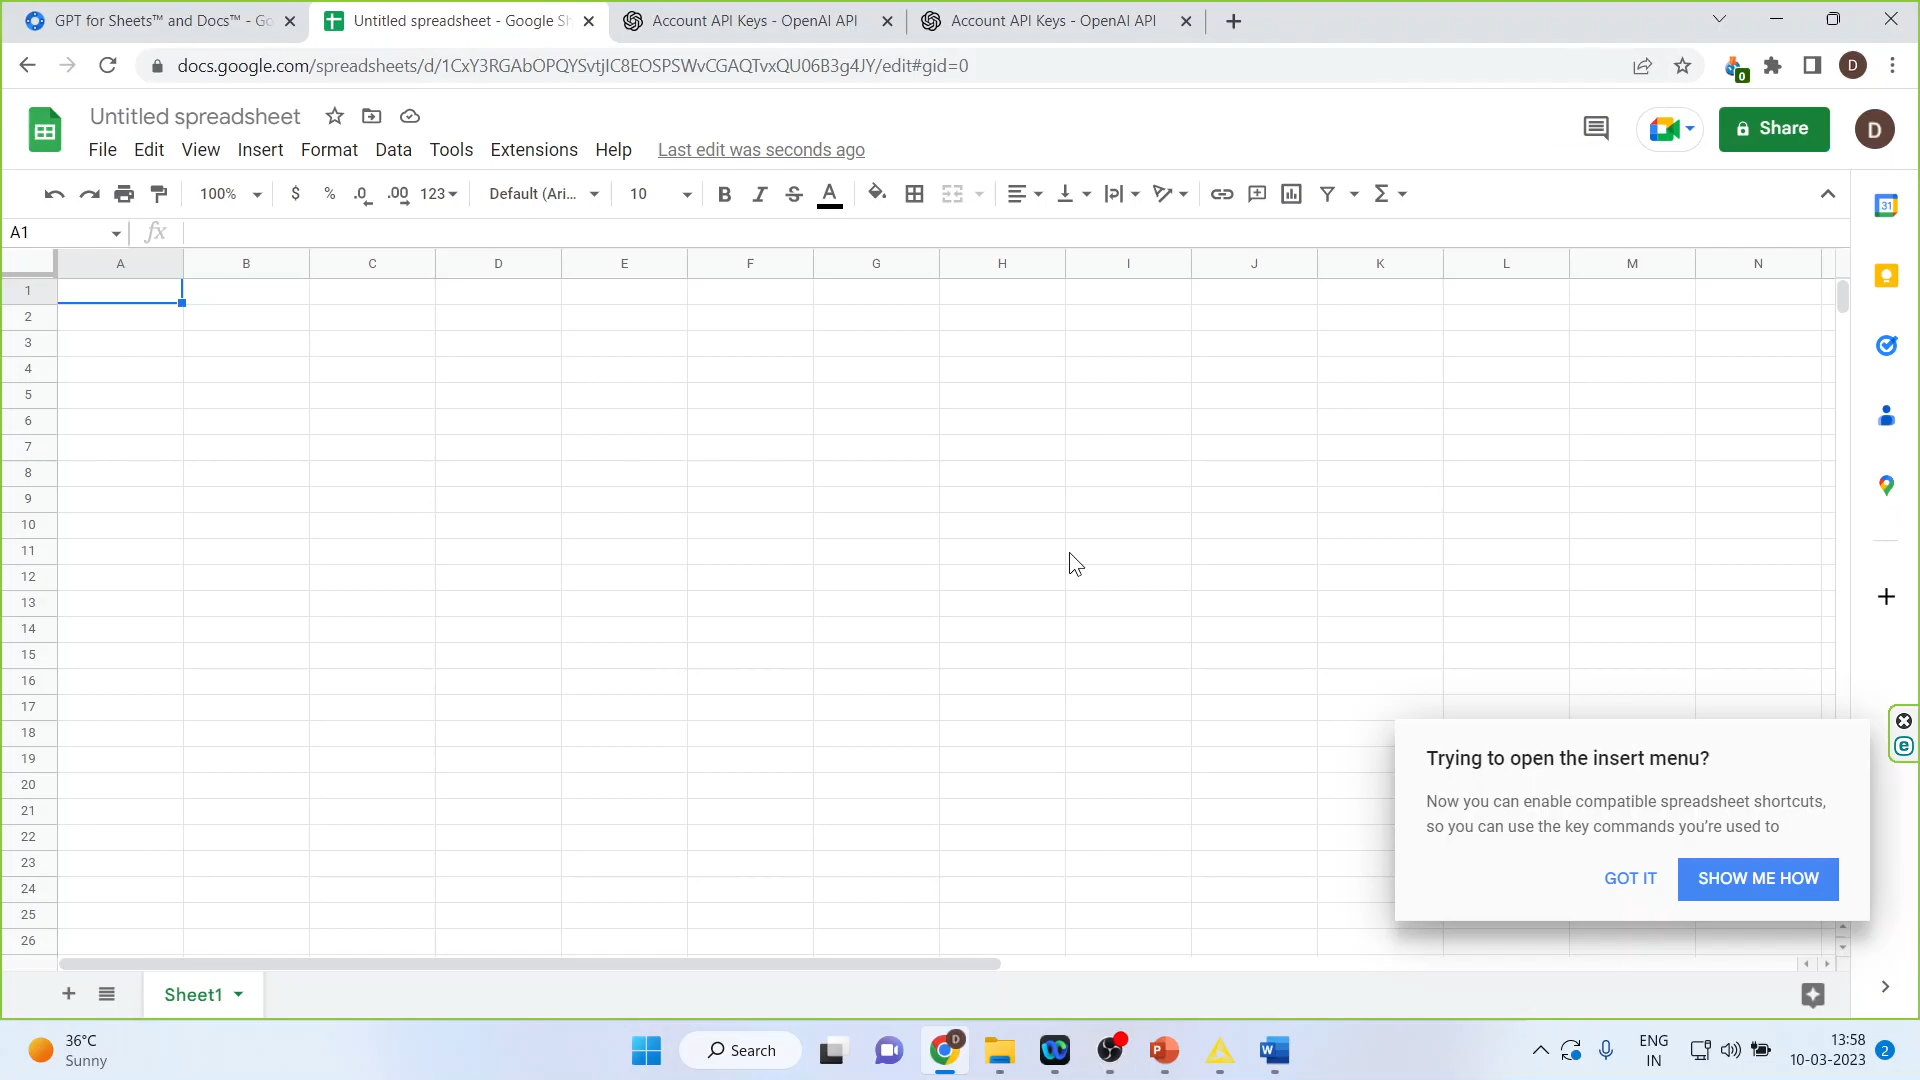 GPT for Sheets™ and Docs™ - Go
Untitled spreadsheet - Google Sh
Account API Keys - OpenAI API
Account API Keys - OpenAI API
docs.google.com/spreadsheets/d/1CxY3RGAbOPQYSvtjIC8EOSPSWvCGAQTvxQU06B3g4JY/edit#gid=0
0
D
Untitled spreadsheet
File Edit View Insert Format Data Tools Extensions Help Last edit was seconds ago
Share
D
100% $ % .0 .00 123 Default (Ari... 10 B I S A
31
A1 fx
A B C D E F G H I J K L M N
1
2
3
4
5
6
7
8
9
10
11
12
13
14
15
16
17
18
19
20
21
22
23
24
25
26
Trying to open the insert menu?
Now you can enable compatible spreadsheet shortcuts,
so you can use the key commands you're used to
GOT IT SHOW ME HOW
Sheet1
36°C
Sunny
Search
D
P
W
ENG
IN
13:58
10-03-2023
2